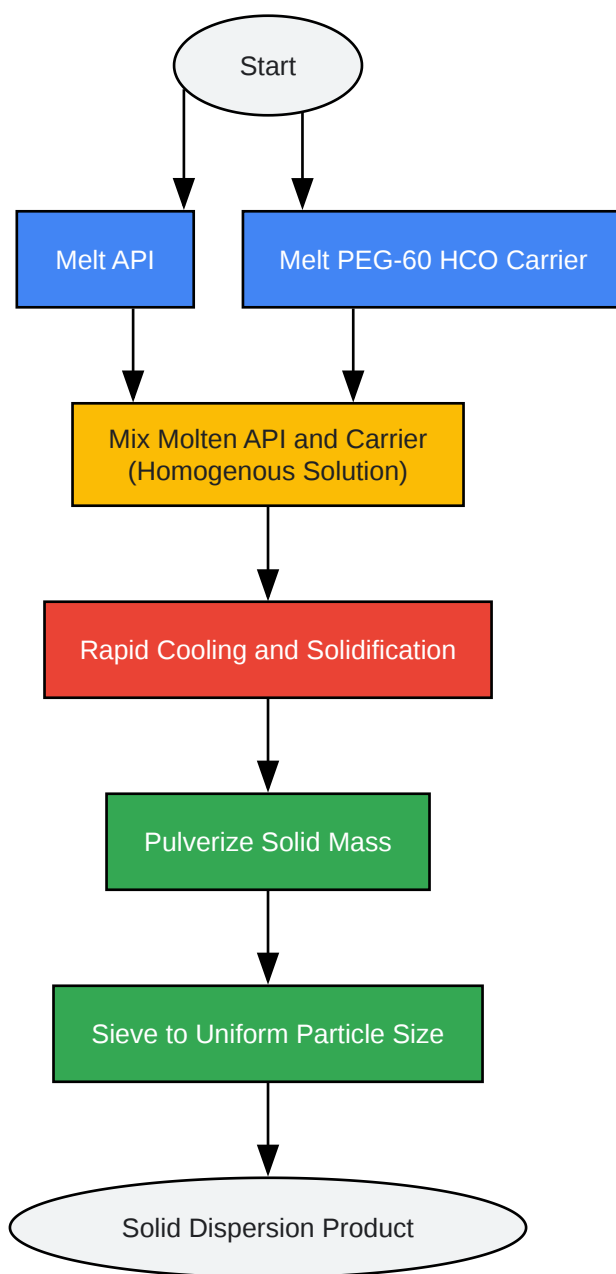 Start
Melt API
Melt PEG-60 HCO Carrier
Mix Molten API and Carrier
(Homogenous Solution)
Rapid Cooling and Solidification
Pulverize Solid Mass
Sieve to Uniform Particle Size
Solid Dispersion Product